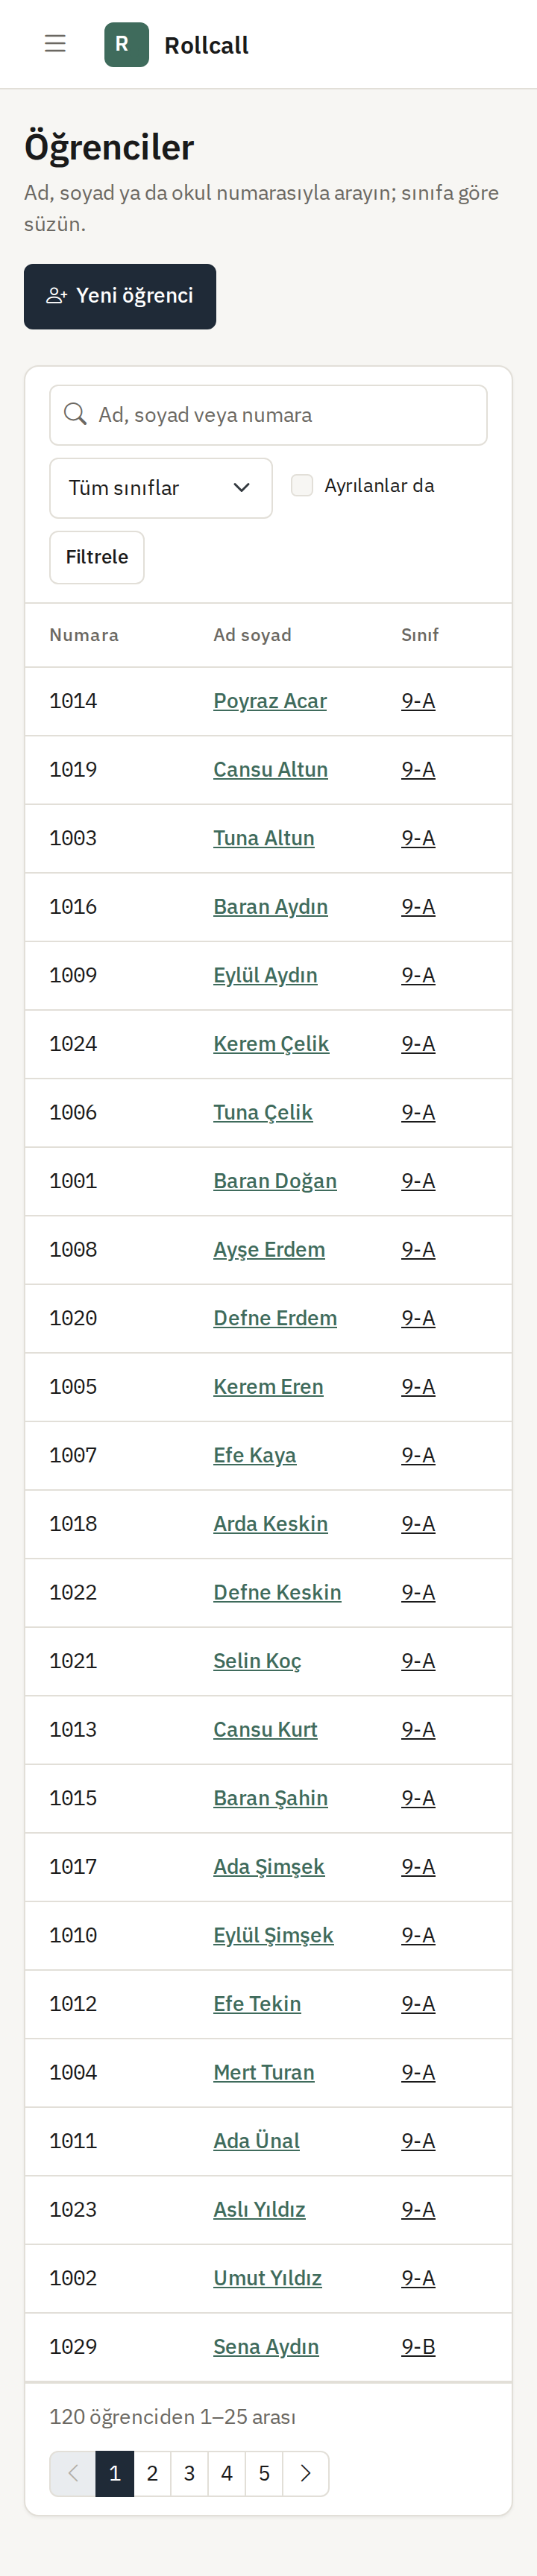 R Rollcall
Öğrenciler
Ad, soyad ya da okul numarasıyla arayın; sınıfa göre
süzün.
Yeni öğrenci
Ad, soyad veya numara
Tüm sınıflar Ayrılanlar da
Filtrele
Numara Ad soyad Sınıf
1014 Poyraz Acar 9-A
1019 Cansu Altun 9-A
1003 Tuna Altun 9-A
1016 Baran Aydın 9-A
1009 Eylül Aydın 9-A
1024 Kerem Çelik 9-A
1006 Tuna Çelik 9-A
1001 Baran Doğan 9-A
1008 Ayşe Erdem 9-A
1020 Defne Erdem 9-A
1005 Kerem Eren 9-A
1007 Efe Kaya 9-A
1018 Arda Keskin 9-A
1022 Defne Keskin 9-A
1021 Selin Koç 9-A
1013 Cansu Kurt 9-A
1015 Baran Şahin 9-A
1017 Ada Şimşek 9-A
1010 Eylül Şimşek 9-A
1012 Efe Tekin 9-A
1004 Mert Turan 9-A
1011 Ada Ünal 9-A
1023 Aslı Yıldız 9-A
1002 Umut Yıldız 9-A
1029 Sena Aydın 9-B
120 öğrenciden 1–25 arası
1 2 3 4 5